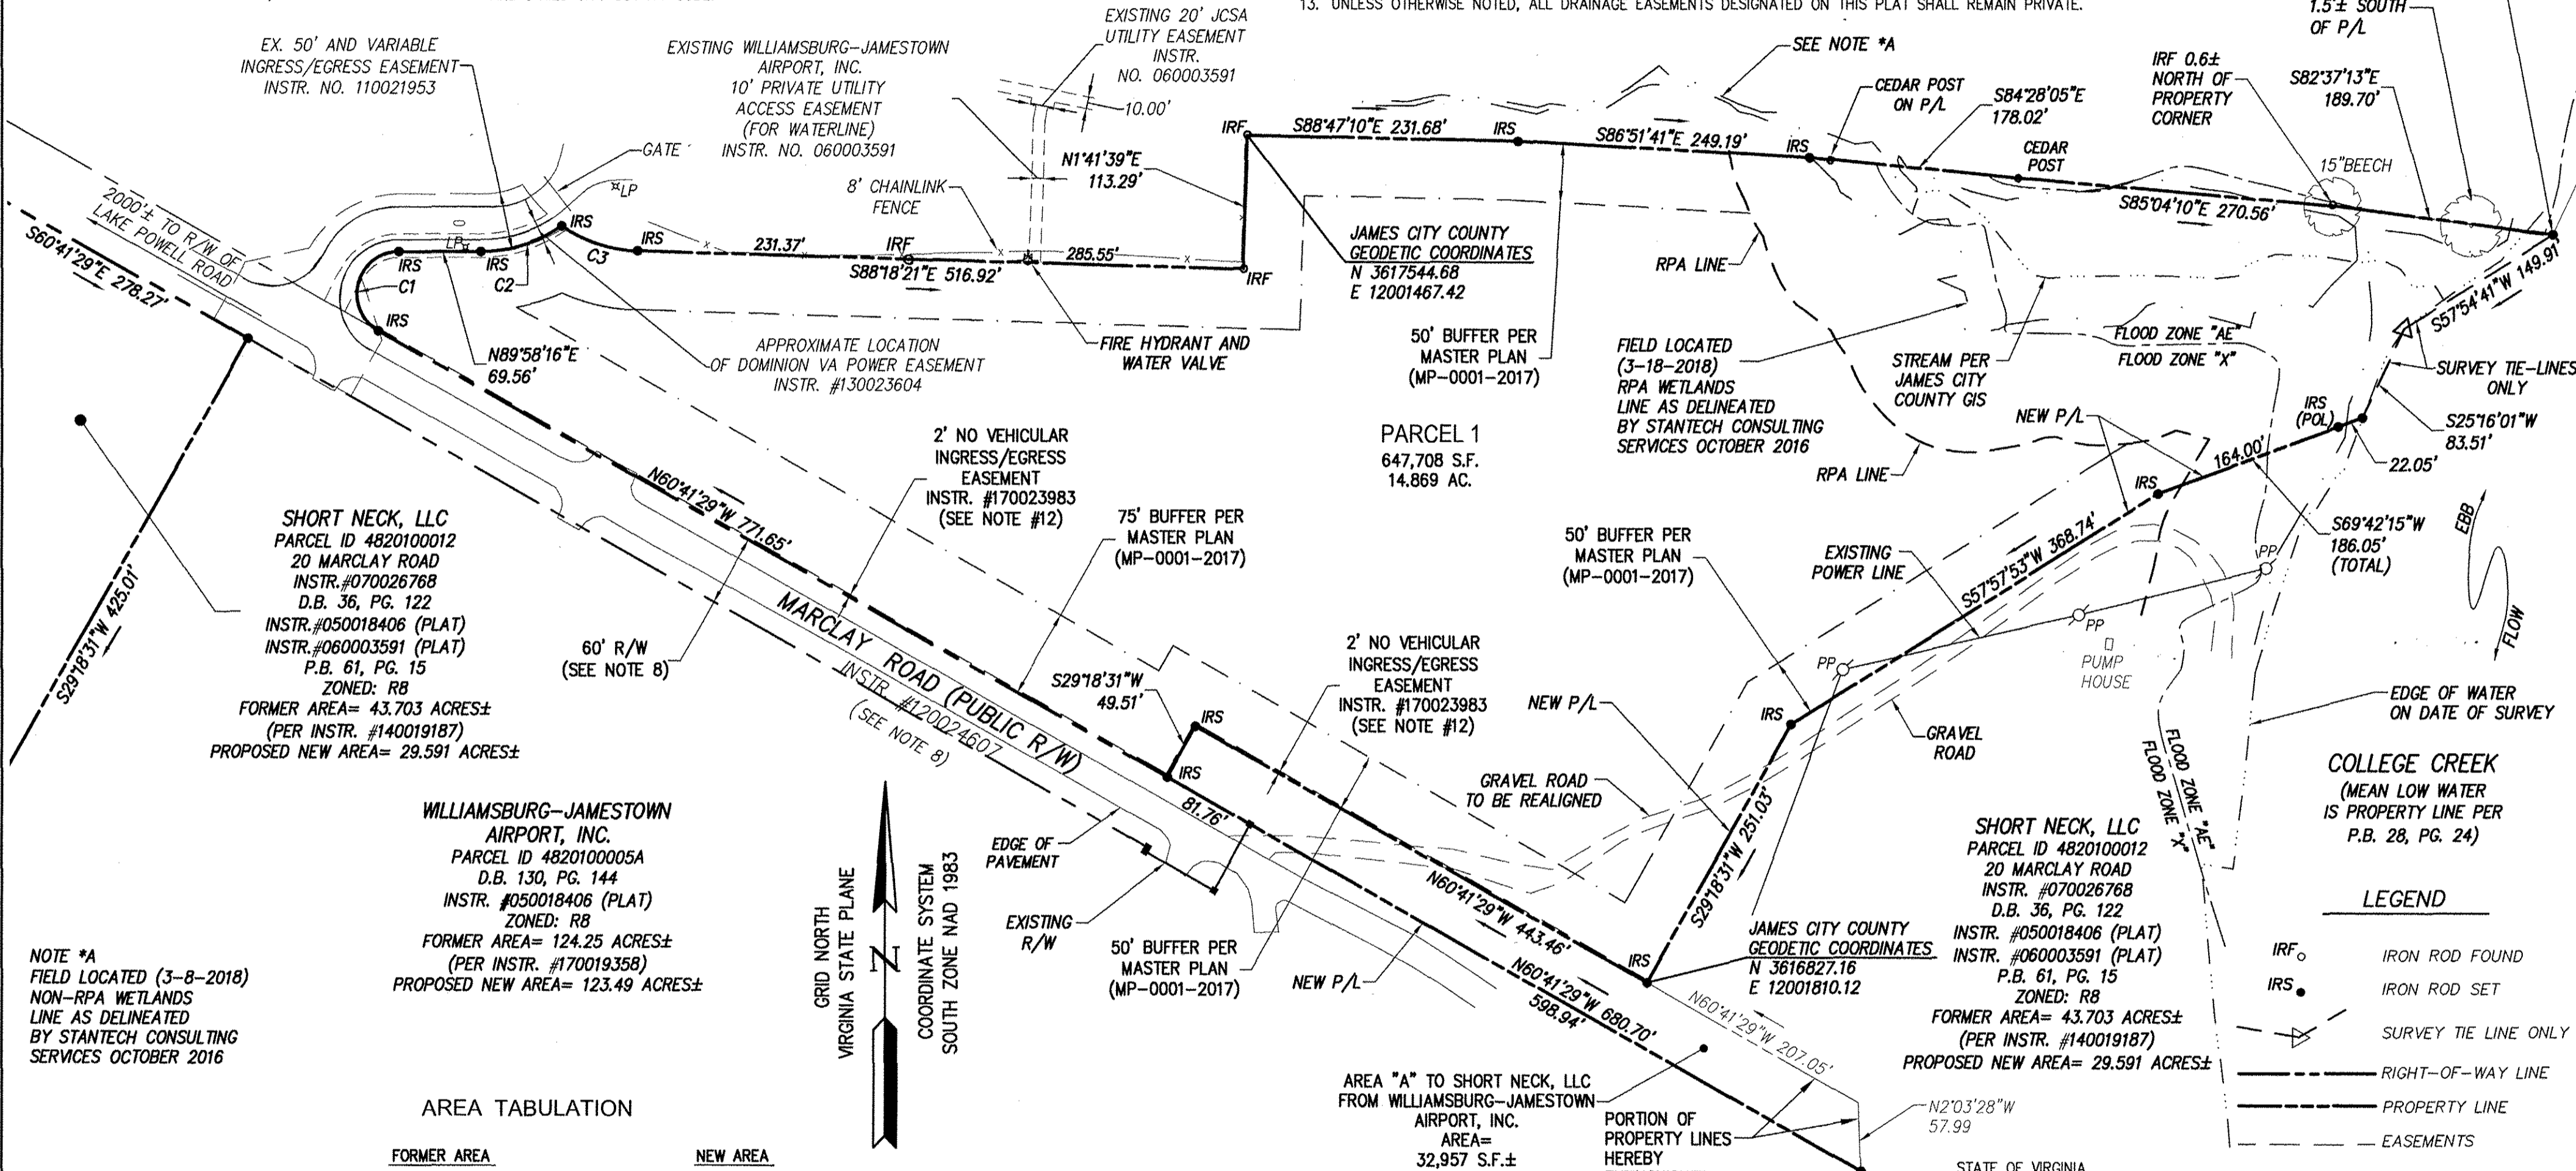 13. UNLESS OTHERWISE NOTED, ALL DRAINAGE EASEMENTS DESIGNATED ON THIS PLAT SHALL REMAIN PRIVATE.
EX. 50' AND VARIABLE
INGRESS/EGRESS EASEMENT
INSTR. NO. 110021953
EXISTING WILLIAMSBURG-JAMESTOWN
AIRPORT, INC.
10' PRIVATE UTILITY
ACCESS EASEMENT
(FOR WATERLINE)
INSTR. NO. 060003591
EXISTING 20' JCSA
UTILITY EASEMENT
INSTR.
NO. 060003591
10.00'
SEE NOTE *A
CEDAR POST
ON P/L
S84°28'05"E
178.02'
IRF 0.6±
NORTH OF
PROPERTY
CORNER
S82°37'13"E
189.70'
1.5'± SOUTH
OF P/L
GATE
LP
8' CHAINLINK
FENCE
N1°41'39"E
113.29'
IRF
S88°47'10"E 231.68'
IRS
S86°51'41"E 249.19'
IRS
CEDAR
POST
15"BEECH
S85°04'10"E 270.56'
2000'± TO R/W OF
LAKE POWELL ROAD
S60°41'29"E 278.27'
LP
IRS
IRS
IRS
IRS
C1
C2
C3
IRS
231.37'
IRF
S88°18'21"E 516.92'
285.55'
IRF
JAMES CITY COUNTY
GEODETIC COORDINATES
N 3617544.68
E 12001467.42
RPA LINE
S57°54'41"W 149.91'
N89°58'16"E
69.56'
APPROXIMATE LOCATION
OF DOMINION VA POWER EASEMENT
INSTR. #130023604
FIRE HYDRANT AND
WATER VALVE
50' BUFFER PER
MASTER PLAN
(MP-0001-2017)
FIELD LOCATED
(3-18-2018)
RPA WETLANDS
LINE AS DELINEATED
BY STANTECH CONSULTING
SERVICES OCTOBER 2016
STREAM PER
JAMES CITY
COUNTY GIS
FLOOD ZONE "AE"
FLOOD ZONE "X"
SURVEY TIE-LINES
ONLY
NEW P/L
IRS
(POL)
S25°16'01"W
83.51'
22.05'
164.00'
RPA LINE
IRS
S69°42'15"W
186.05'
(TOTAL)
EBB
FLOW
PARCEL 1
647,708 S.F.
14.869 AC.
2' NO VEHICULAR
INGRESS/EGRESS
EASEMENT
INSTR. #170023983
(SEE NOTE #12)
N60°41'29"W 771.65'
75' BUFFER PER
MASTER PLAN
(MP-0001-2017)
50' BUFFER PER
MASTER PLAN
(MP-0001-2017)
EXISTING
POWER LINE
S57°57'53"W 368.74'
PP
PP
PP
PUMP
HOUSE
S29°18'31"W 425.01'
SHORT NECK, LLC
PARCEL ID 4820100012
20 MARCLAY ROAD
INSTR.#070026768
D.B. 36, PG. 122
INSTR.#050018406 (PLAT)
INSTR.#060003591 (PLAT)
P.B. 61, PG. 15
ZONED: R8
FORMER AREA= 43.703 ACRES±
(PER INSTR. #140019187)
PROPOSED NEW AREA= 29.591 ACRES±
60' R/W
(SEE NOTE 8)
MARCLAY ROAD (PUBLIC R/W)
INSTR. #120024607
(SEE NOTE 8)
S29°18'31"W
49.51'
IRS
IRS
81.76'
2' NO VEHICULAR
INGRESS/EGRESS
EASEMENT
INSTR. #170023983
(SEE NOTE #12)
NEW P/L
IRS
GRAVEL
ROAD
GRAVEL ROAD
TO BE REALIGNED
EDGE OF WATER
ON DATE OF SURVEY
FLOOD ZONE "AE"
FLOOD ZONE "X"
COLLEGE CREEK
(MEAN LOW WATER
IS PROPERTY LINE PER
P.B. 28, PG. 24)
WILLIAMSBURG-JAMESTOWN
AIRPORT, INC.
PARCEL ID 4820100005A
D.B. 130, PG. 144
INSTR. #050018406 (PLAT)
ZONED: R8
FORMER AREA= 124.25 ACRES±
(PER INSTR. #170019358)
PROPOSED NEW AREA= 123.49 ACRES±
EDGE OF
PAVEMENT
EXISTING
R/W
50' BUFFER PER
MASTER PLAN
(MP-0001-2017)
NEW P/L
N60°41'29"W 443.46'
S29°18'31"W 251.03'
IRS
N60°41'29"W 680.70'
598.94'
N60°41'29"W 207.05'
JAMES CITY COUNTY
GEODETIC COORDINATES
N 3616827.16
E 12001810.12
SHORT NECK, LLC
PARCEL ID 4820100012
20 MARCLAY ROAD
INSTR. #070026768
D.B. 36, PG. 122
INSTR. #050018406 (PLAT)
INSTR. #060003591 (PLAT)
P.B. 61, PG. 15
ZONED: R8
FORMER AREA= 43.703 ACRES±
(PER INSTR. #140019187)
PROPOSED NEW AREA= 29.591 ACRES±
LEGEND
IRF IRON ROD FOUND
IRS IRON ROD SET
SURVEY TIE LINE ONLY
RIGHT-OF-WAY LINE
PROPERTY LINE
EASEMENTS
NOTE *A
FIELD LOCATED (3-8-2018)
NON-RPA WETLANDS
LINE AS DELINEATED
BY STANTECH CONSULTING
SERVICES OCTOBER 2016
GRID NORTH
VIRGINIA STATE PLANE
N
COORDINATE SYSTEM
SOUTH ZONE NAD 1983
AREA "A" TO SHORT NECK, LLC
FROM WILLIAMSBURG-JAMESTOWN
AIRPORT, INC.
AREA=
32,957 S.F.±
PORTION OF
PROPERTY LINES
HEREBY
N2°03'28"W
57.99
STATE OF VIRGINIA
AREA TABULATION
FORMER AREA
NEW AREA